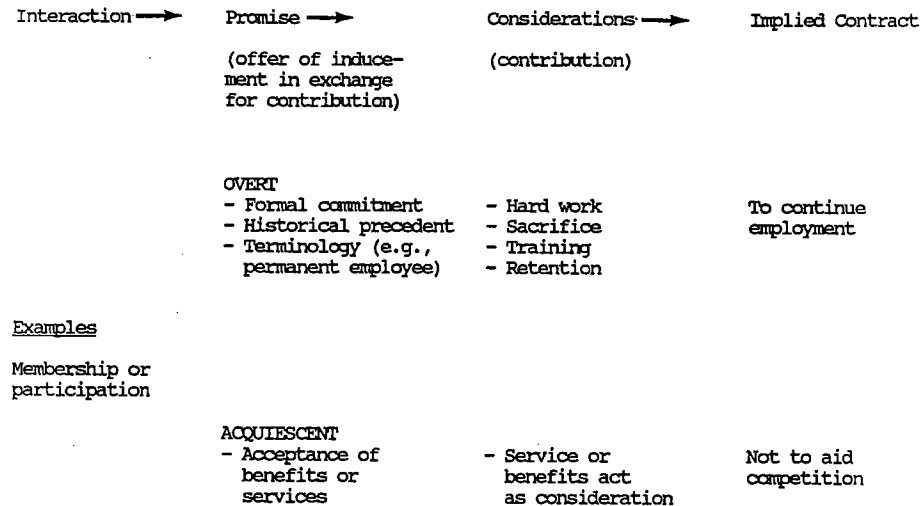 Interaction → Promise → Considerations → Implied Contract
(offer of induce- (contribution)
ment in exchange
for contribution)
OVERT
- Formal commitment - Hard work To continue
- Historical precedent - Sacrifice employment
- Terminology (e.g., - Training
permanent employee) - Retention
Examples
Membership or
participation
ACQUIESCENT
- Acceptance of - Service or Not to aid
benefits or benefits act competition
services as consideration